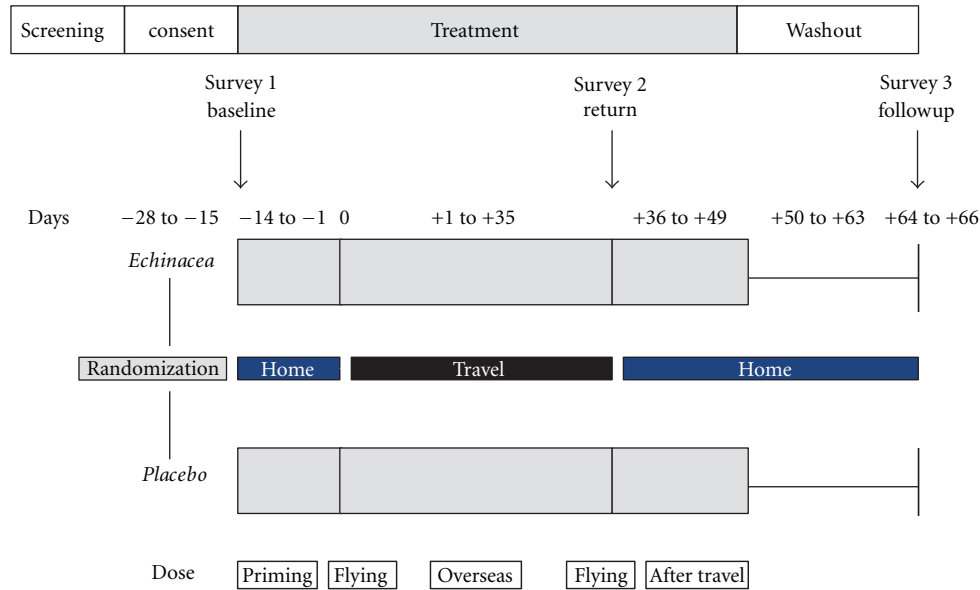 Screening consent Treatment Washout
Survey 1 Survey 2 Survey 3
baseline return followup
Days −28 to −15 −14 to −1 0 +1 to +35 +36 to +49 +50 to +63 +64 to +66
Echinacea
Randomization Home Travel Home
Placebo
Dose Priming Flying Overseas Flying After travel